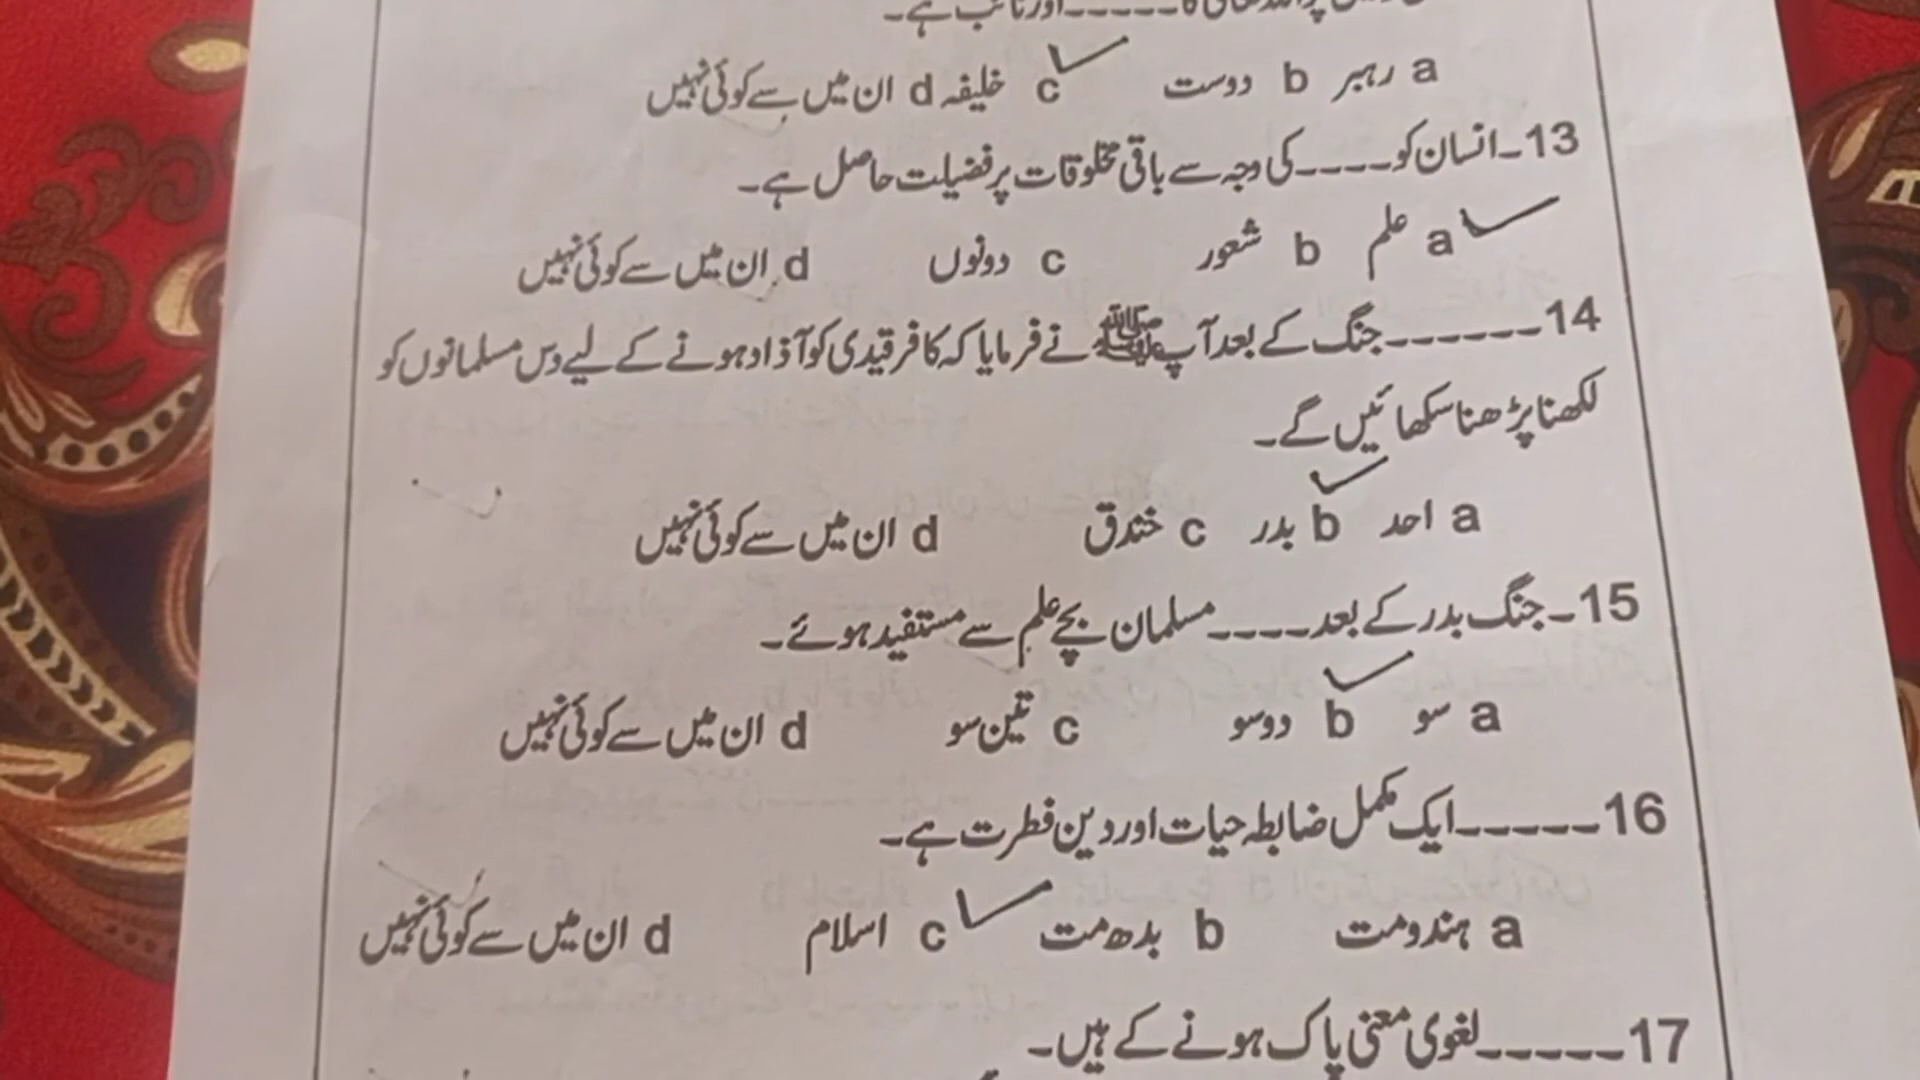 اور نائب ہے۔
a رہبر b دوست c خلیفہ d ان میں سے کوئی نہیں
13۔انسان کو۔۔۔۔کی وجہ سے باقی مخلوقات پر فضیلت حاصل ہے۔
a علم b شعور c دونوں d ان میں سے کوئی نہیں
14۔۔۔۔۔۔جنگ کے بعد آپ ﷺ نے فرمایا کہ کافر قیدی کو آذاد ہونے کے لیے دس مسلمانوں کو
لکھنا پڑھنا سکھائیں گے۔
a احد b بدر c خندق d ان میں سے کوئی نہیں
15۔جنگ بدر کے بعد۔۔۔۔مسلمان بچے علم سے مستفید ہوئے۔
a سو b دوسو c تین سو d ان میں سے کوئی نہیں
16۔۔۔۔۔ایک مکمل ضابطہ حیات اور دین فطرت ہے۔
a ہندومت b بدھ مت c اسلام d ان میں سے کوئی نہیں
17۔۔۔۔۔لغوی معنی پاک ہونے کے ہیں۔